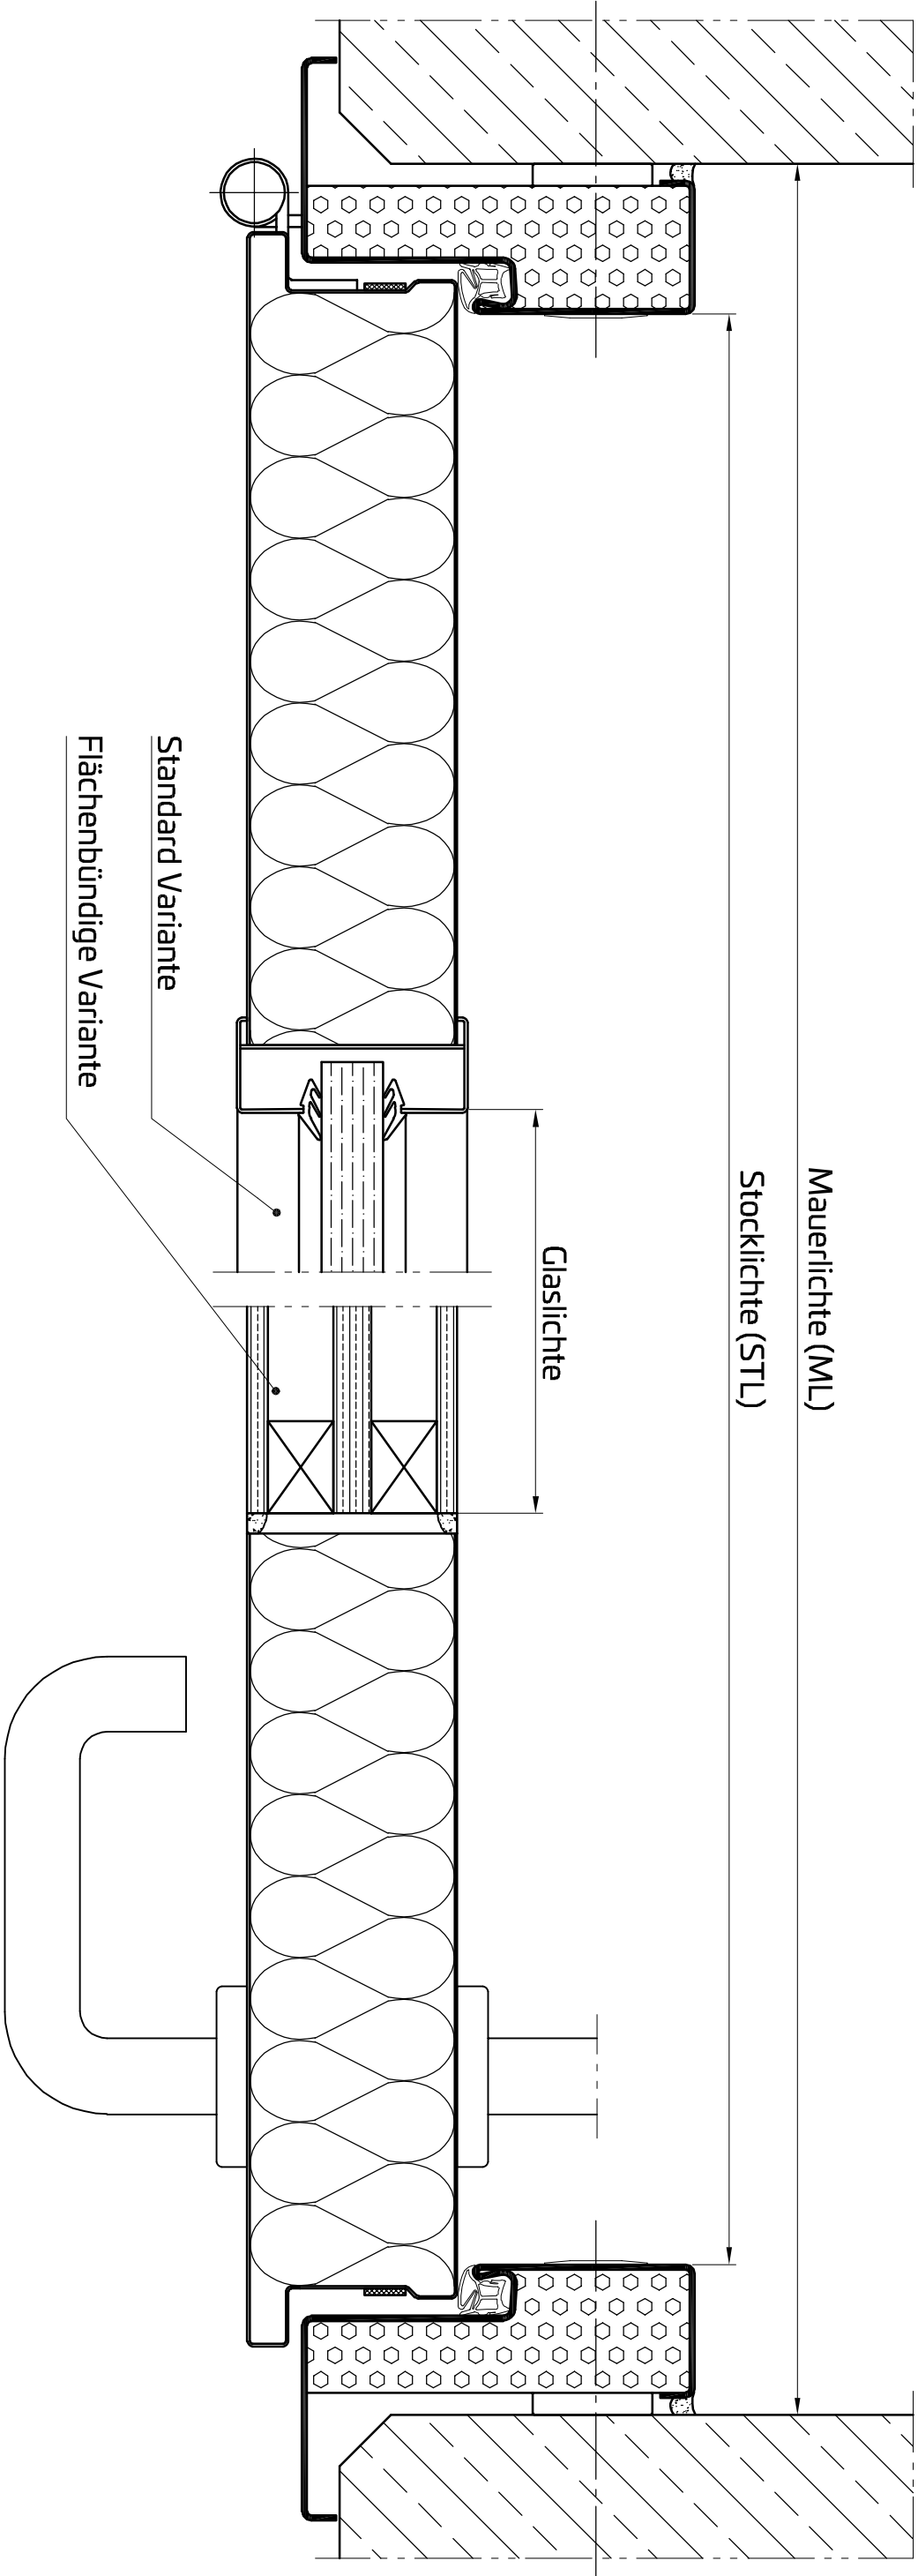 Mauerlichte (ML)
Stocklichte (STL)
Glaslichte
Standard Variante
Flächenbündige Variante